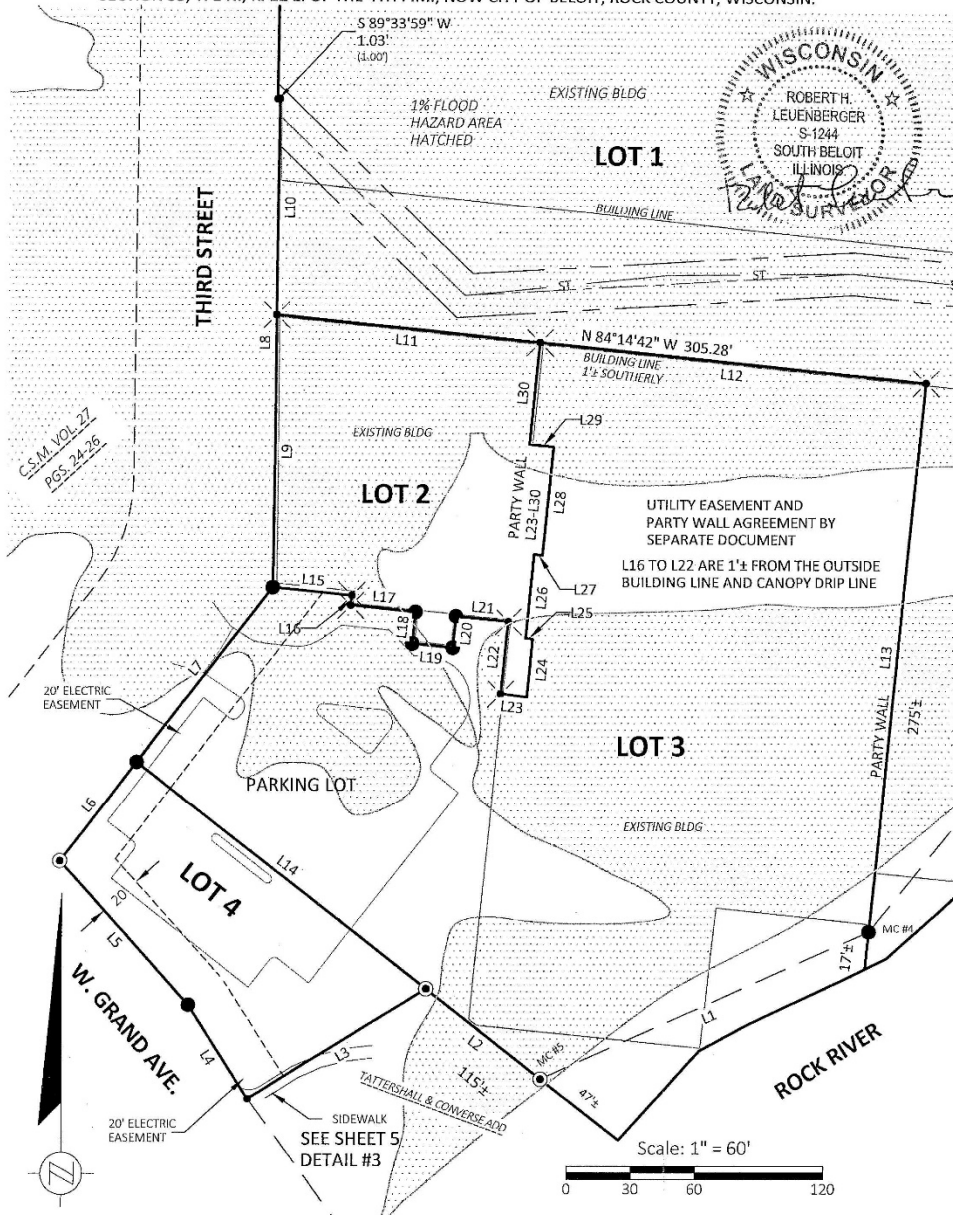 S 89°33'59" W
1.03'
(1.00')
1% FLOOD
HAZARD AREA
HATCHED
EXISTING BLDG
LOT 1
WISCONSIN
ROBERT H.
LEUENBERGER
S-1244
SOUTH BELOIT
ILLINOIS
LAND SURVEYOR
THIRD STREET
L10
BUILDING LINE
ST
ST
L8
L11
N 84°14'42" W 305.28'
BUILDING LINE
1'± SOUTHERLY
L12
L30
L29
C.S.M. VOL. 27
PGS. 24-26
EXISTING BLDG
L9
LOT 2
PARTY WALL
L23-L30
L28
UTILITY EASEMENT AND
PARTY WALL AGREEMENT BY
SEPARATE DOCUMENT
L16 TO L22 ARE 1'± FROM THE OUTSIDE
BUILDING LINE AND CANOPY DRIP LINE
L27
L26
L25
L15
L17
L16
L18
L19
L20
L21
L22
L23
L24
L13
PARTY WALL
275'±
L7
20' ELECTRIC
EASEMENT
LOT 3
PARKING LOT
EXISTING BLDG
L6
L14
LOT 4
20'
L5
MC #4
17'±
W. GRAND AVE.
L4
L3
L2
115'±
MC #5
47'±
L1
ROCK RIVER
TATTERSHALL & CONVERSE ADD
20' ELECTRIC
EASEMENT
SIDEWALK
SEE SHEET 5
DETAIL #3
N
Scale: 1" = 60'
0 30 60 120